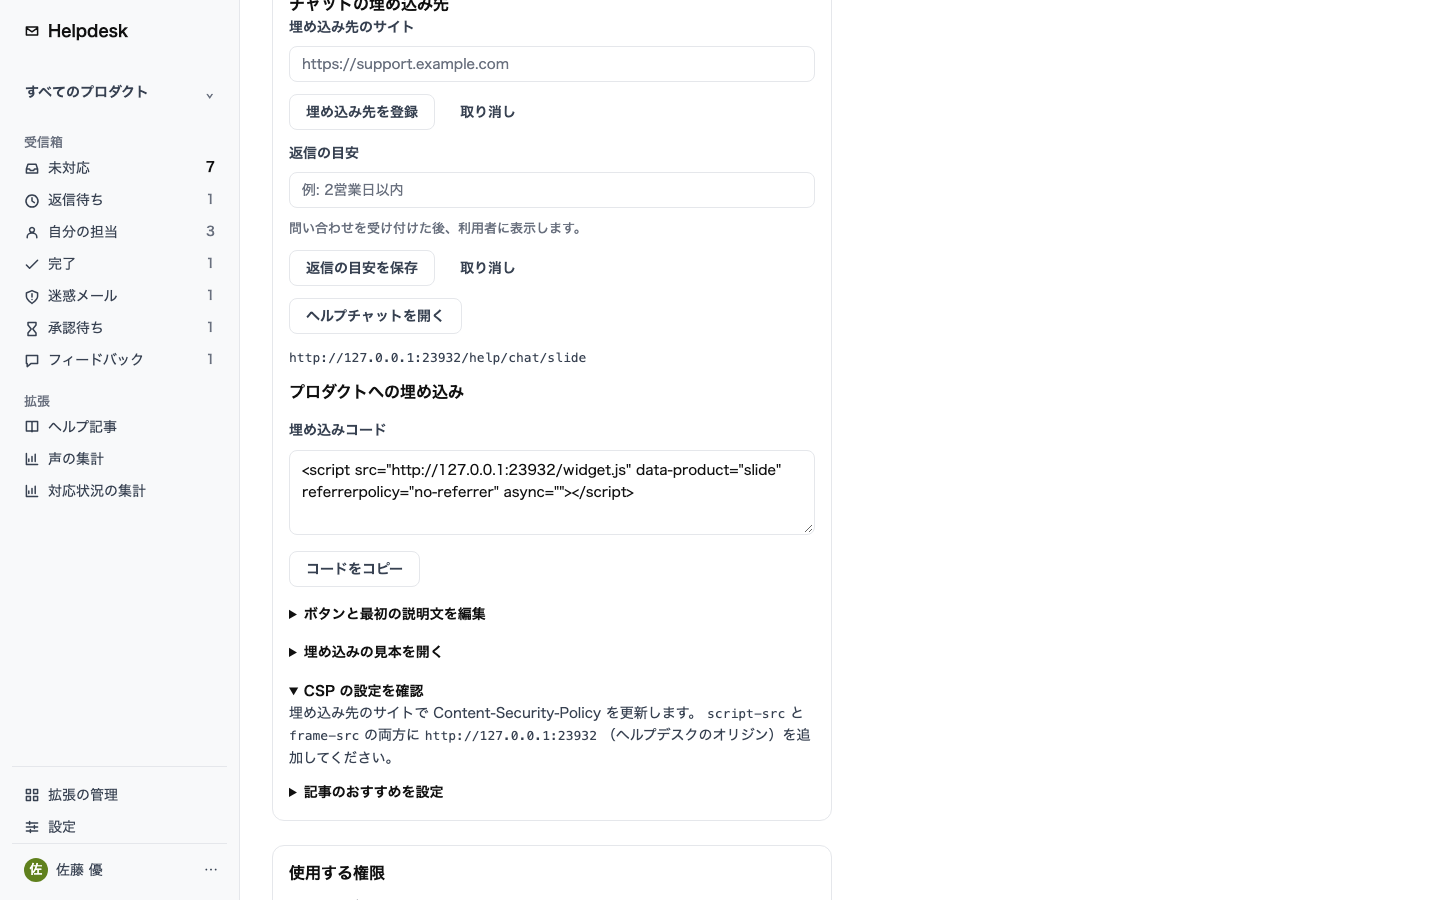 Helpdesk
すべてのプロダクト
受信箱
未対応 7
返信待ち 1
自分の担当 3
完了 1
迷惑メール 1
承認待ち 1
フィードバック 1
拡張
ヘルプ記事
声の集計
対応状況の集計
拡張の管理
設定
佐 佐藤 優 …
チャットの埋め込み先
埋め込み先のサイト
https://support.example.com
埋め込み先を登録 取り消し
返信の目安
例: 2営業日以内
問い合わせを受け付けた後、利用者に表示します。
返信の目安を保存 取り消し
ヘルプチャットを開く
http://127.0.0.1:23932/help/chat/slide
プロダクトへの埋め込み
埋め込みコード
<script src="http://127.0.0.1:23932/widget.js" data-product="slide"
referrerpolicy="no-referrer" async=""></script>
コードをコピー
▶ ボタンと最初の説明文を編集
▶ 埋め込みの見本を開く
▼ CSP の設定を確認
埋め込み先のサイトで Content-Security-Policy を更新します。 script-src と
frame-src の両方に http://127.0.0.1:23932 （ヘルプデスクのオリジン）を追
加してください。
▶ 記事のおすすめを設定
使用する権限